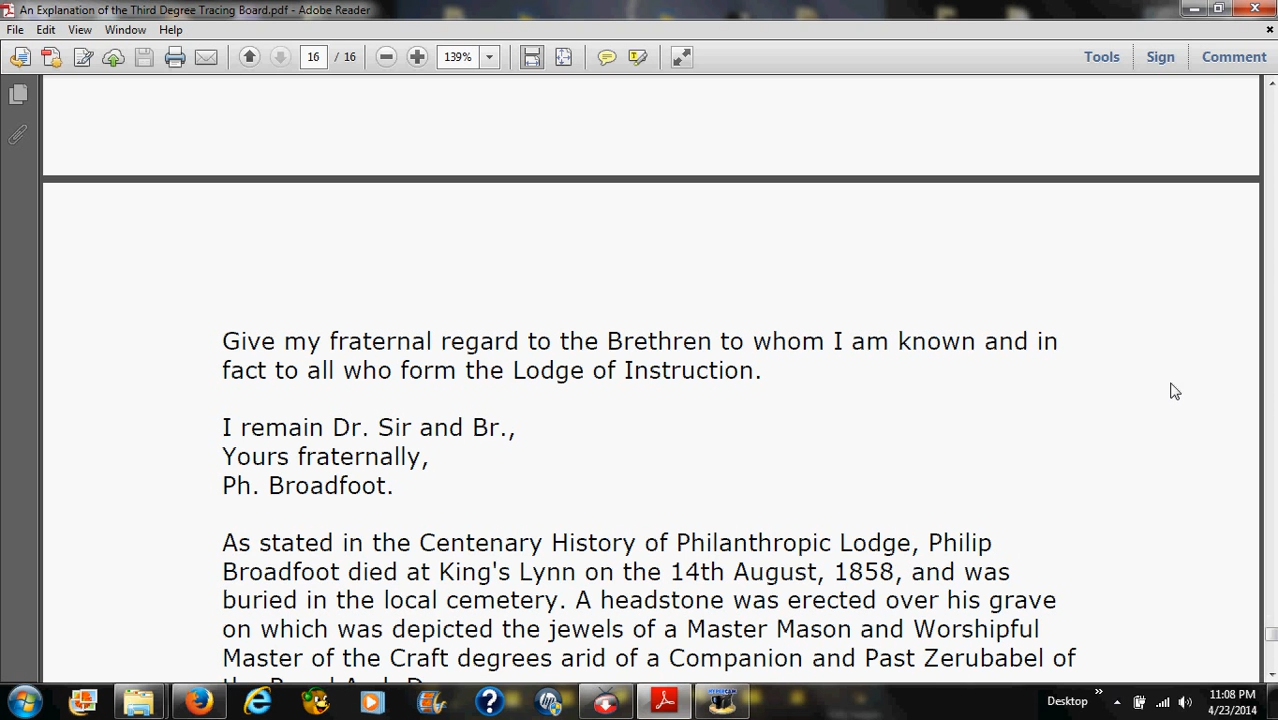 An Explanation of the Third Degree Tracing Board.pdf - Adobe Reader
File Edit View Window Help
16 / 16 139% Tools Sign Comment
Give my fraternal regard to the Brethren to whom I am known and in
fact to all who form the Lodge of Instruction.
I remain Dr. Sir and Br.,
Yours fraternally,
Ph. Broadfoot.
As stated in the Centenary History of Philanthropic Lodge, Philip
Broadfoot died at King's Lynn on the 14th August, 1858, and was
buried in the local cemetery. A headstone was erected over his grave
on which was depicted the jewels of a Master Mason and Worshipful
Master of the Craft degrees arid of a Companion and Past Zerubabel of
Desktop 11:08 PM
4/23/2014